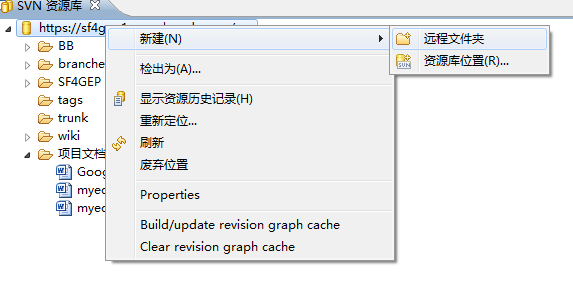 SVN 资源库
https://sf4g
新建(N)
远程文件夹
资源库位置(R)...
BB
检出为(A)...
branche
SF4GEP
显示资源历史记录(H)
tags
重新定位...
trunk
刷新
wiki
废弃位置
项目文档
Goog
myec
Properties
myec
Build/update revision graph cache
Clear revision graph cache